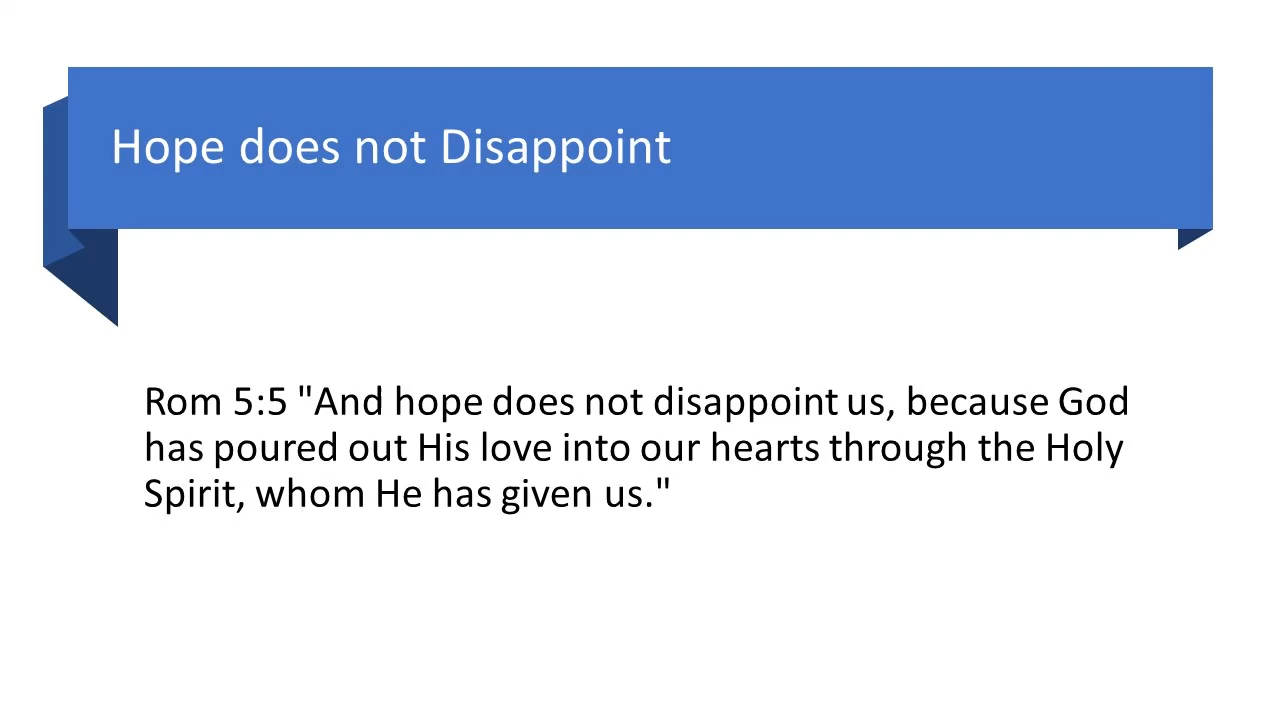 Hope does not Disappoint
Rom 5:5 "And hope does not disappoint us, because God
has poured out His love into our hearts through the Holy
Spirit, whom He has given us."